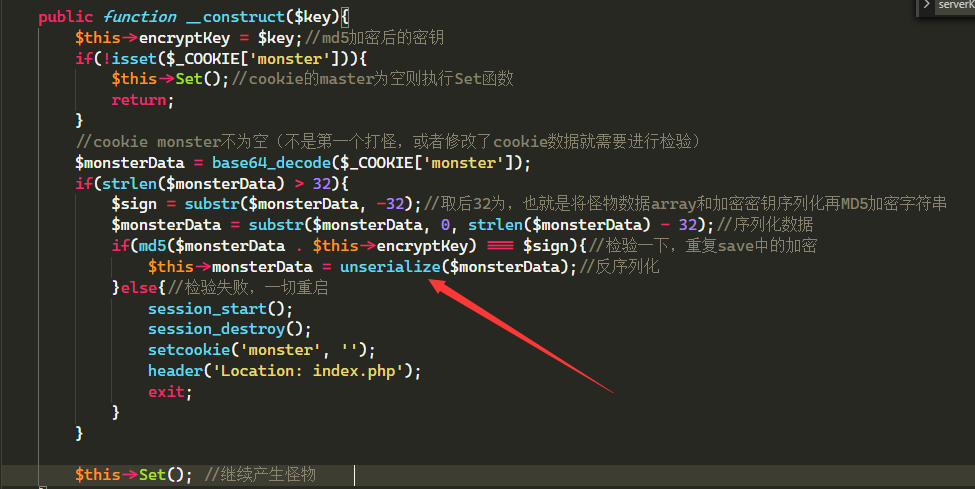 serverK
public function __construct($key){
$this->encryptKey = $key;//md5加密后的密钥
if(!isset($_COOKIE['monster'])){
$this->Set();//cookie的master为空则执行Set函数
return;
}
//cookie monster不为空（不是第一个打怪，或者修改了cookie数据就需要进行检验）
$monsterData = base64_decode($_COOKIE['monster']);
if(strlen($monsterData) > 32){
$sign = substr($monsterData, -32);//取后32为，也就是将怪物数据array和加密密钥序列化再MD5加密字符串
$monsterData = substr($monsterData, 0, strlen($monsterData) - 32);//序列化数据
if(md5($monsterData . $this->encryptKey) === $sign){//检验一下，重复save中的加密
$this->monsterData = unserialize($monsterData);//反序列化
}else{//检验失败，一切重启
session_start();
session_destroy();
setcookie('monster', '');
header('Location: index.php');
exit;
}
}
$this->Set(); //继续产生怪物